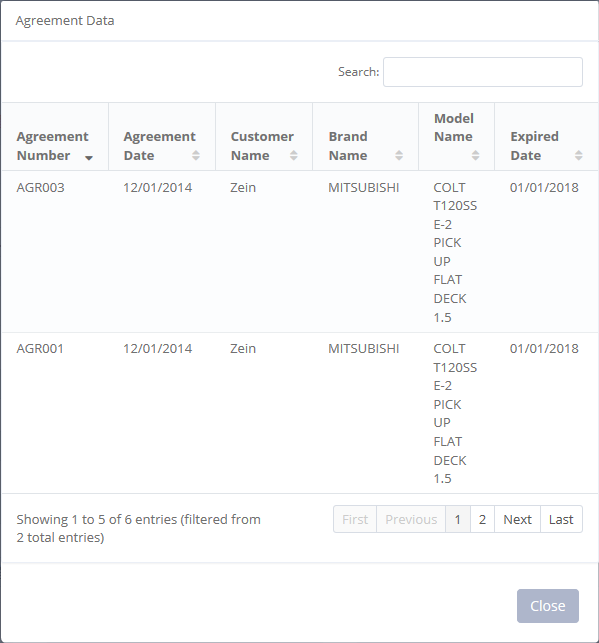 Agreement Data
Search:
Agreement Number
Agreement Date
Customer Name
Brand Name
Model Name
Expired Date
AGR003 12/01/2014 Zein MITSUBISHI COLT 01/01/2018
T120SS
E-2
PICK
UP
FLAT
DECK
1.5
AGR001 12/01/2014 Zein MITSUBISHI COLT 01/01/2018
T120SS
E-2
PICK
UP
FLAT
DECK
1.5
Showing 1 to 5 of 6 entries (filtered from
2 total entries)
First Previous 1 2 Next Last
Close